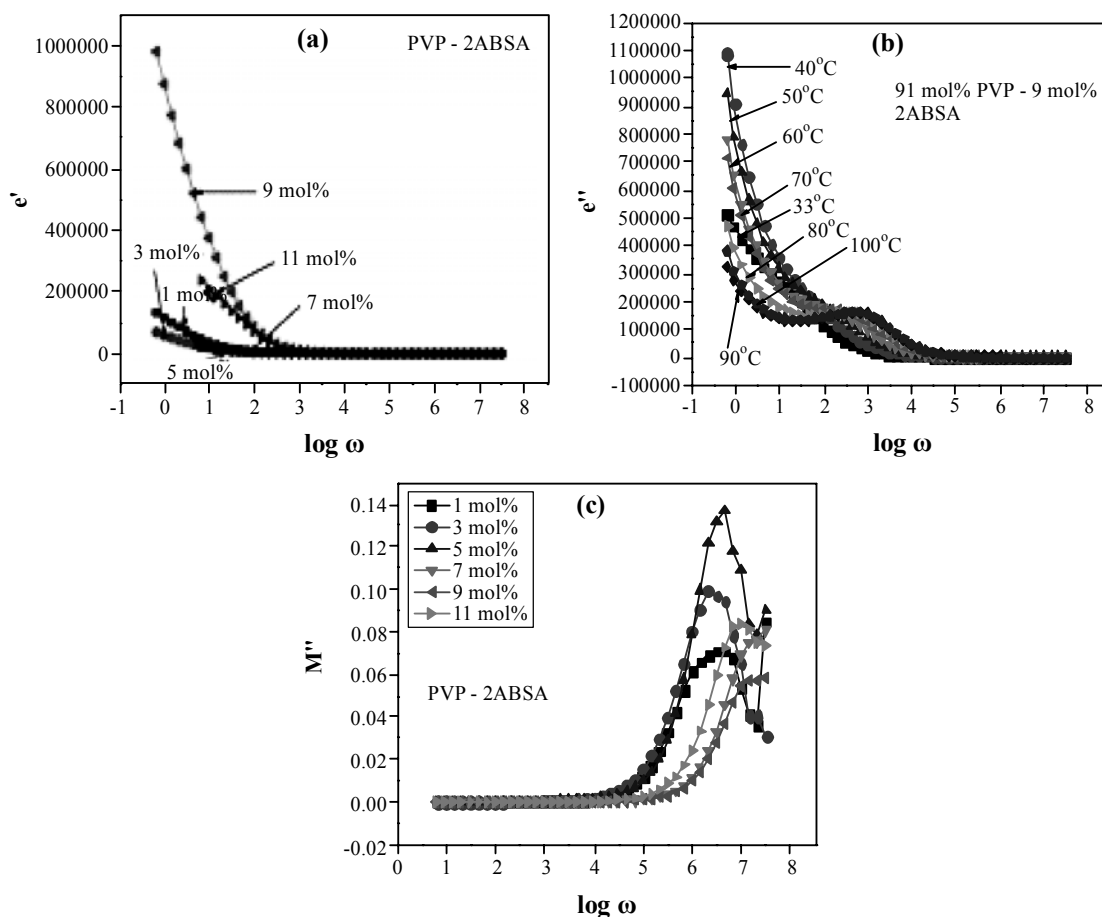 (a)
PVP - 2ABSA
1000000
800000
600000
400000
200000
0
e'
9 mol%
3 mol%
11 mol%
1 mol%
7 mol%
5 mol%
-1 0 1 2 3 4 5 6 7 8
log ω
(b)
91 mol% PVP - 9 mol%
2ABSA
1200000
1100000
1000000
900000
800000
700000
600000
500000
400000
300000
200000
100000
0
-100000
e''
40°C
50°C
60°C
70°C
33°C
80°C
100°C
90°C
-1 0 1 2 3 4 5 6 7 8
log ω
(c)
1 mol%
3 mol%
5 mol%
7 mol%
9 mol%
11 mol%
PVP - 2ABSA
0.14
0.12
0.10
0.08
0.06
0.04
0.02
0.00
-0.02
M''
0 1 2 3 4 5 6 7 8
log ω